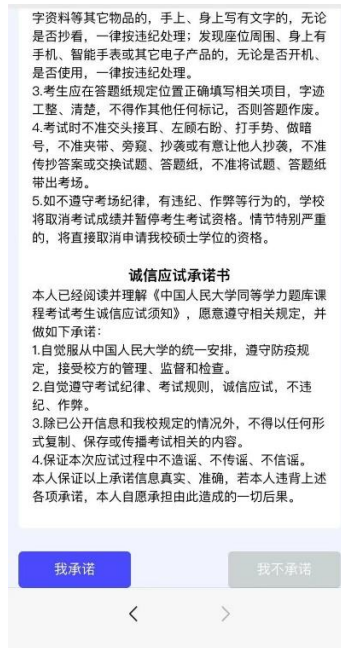 字资料等其它物品的，手上、身上写有文字的，无论
是否抄看，一律按违纪处理；发现座位周围、身上有
手机、智能手表或其它电子产品的，无论是否开机、
是否使用，一律按违纪处理。
3.考生应在答题纸规定位置正确填写相关项目，字迹
工整、清楚，不得作其他任何标记，否则答题作废。
4.考试时不准交头接耳、左顾右盼、打手势、做暗
号，不准夹带、旁窥、抄袭或有意让他人抄袭，不准
传抄答案或交换试题、答题纸，不准将试题、答题纸
带出考场。
5.如不遵守考场纪律，有违纪、作弊等行为的，学校
将取消考试成绩并暂停考生考试资格。情节特别严重
的，将直接取消申请我校硕士学位的资格。
诚信应试承诺书
本人已经阅读并理解《中国人民大学同等学力题库课
程考试考生诚信应试须知》，愿意遵守相关规定，并
做如下承诺：
1.自觉服从中国人民大学的统一安排，遵守防疫规
定，接受校方的管理、监督和检查。
2.自觉遵守考试纪律、考试规则，诚信应试，不违
纪、作弊。
3.除已公开信息和我校规定的情况外，不得以任何形
式复制、保存或传播考试相关的内容。
4.保证本次应试过程中不造谣、不传谣、不信谣。
本人保证以上承诺信息真实、准确，若本人违背上述
各项承诺，本人自愿承担由此造成的一切后果。
我承诺
我不承诺